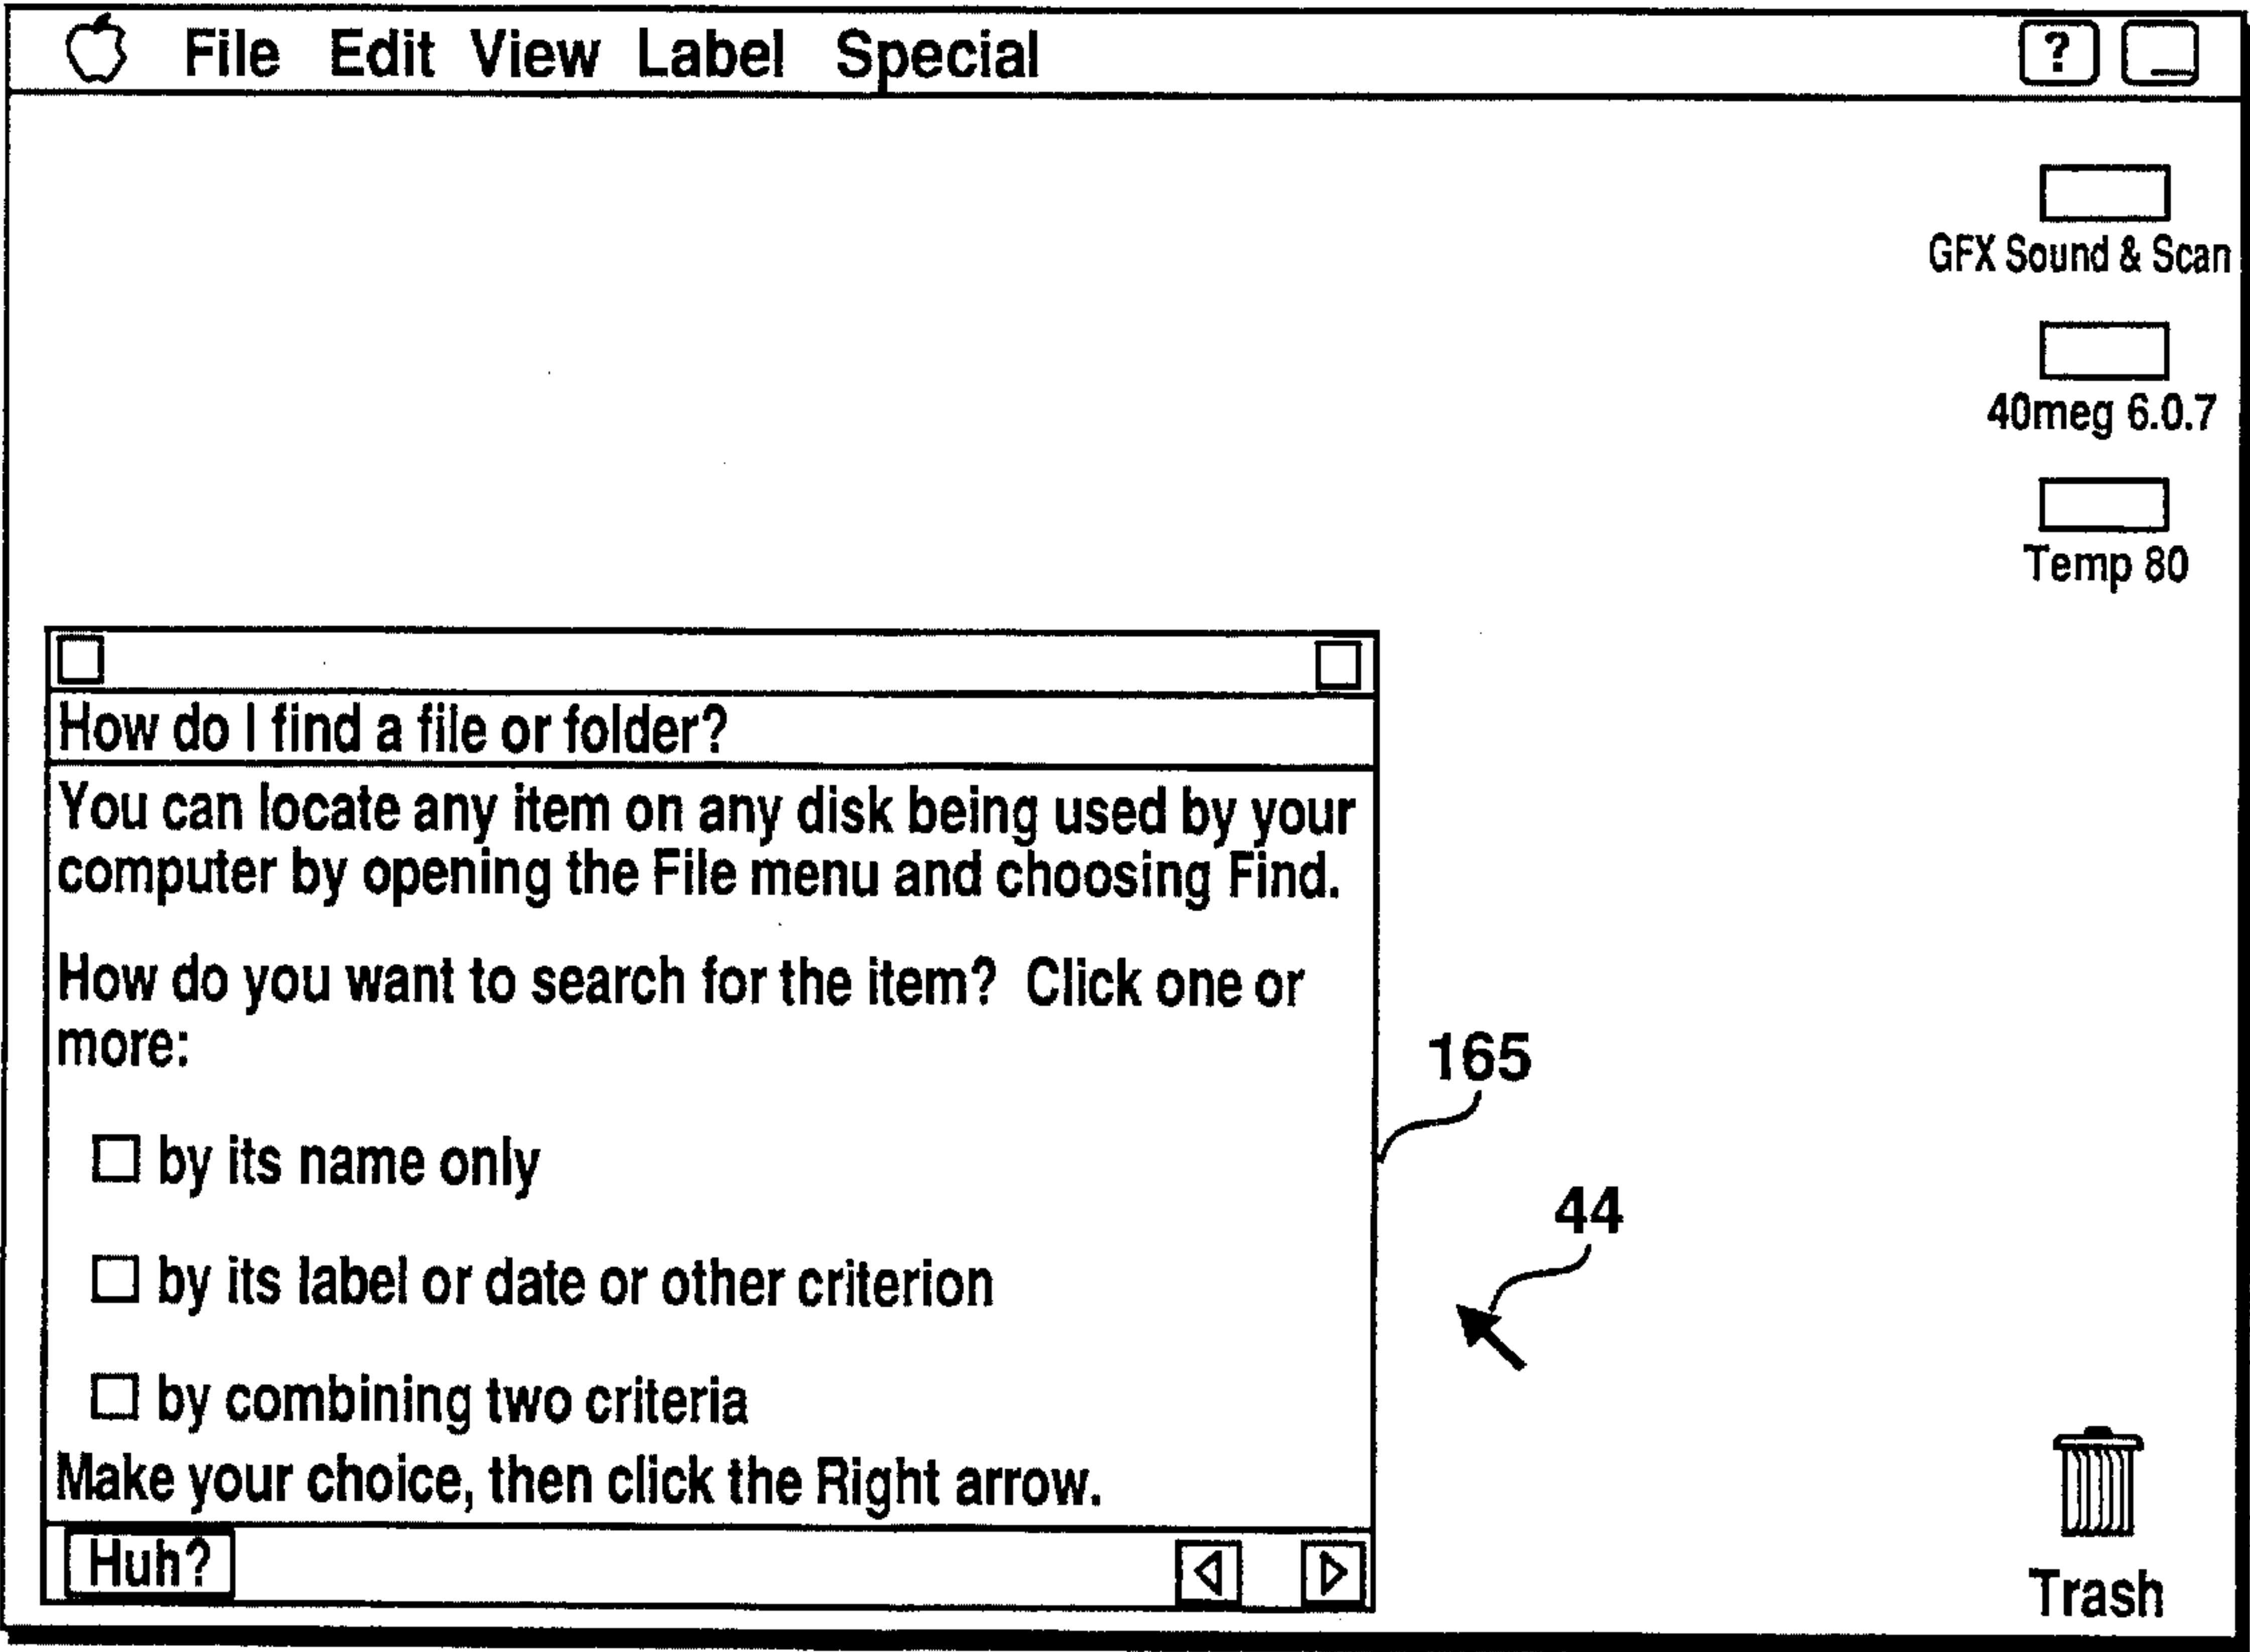 File Edit View Label Special ?
GFX Sound & Scan
40meg 6.0.7
Temp 80
How do I find a file or folder?
You can locate any item on any disk being used by your
computer by opening the File menu and choosing Find.
How do you want to search for the item? Click one or
more:
165
by its name only
44
by its label or date or other criterion
by combining two criteria
Make your choice, then click the Right arrow.
Huh?
Trash